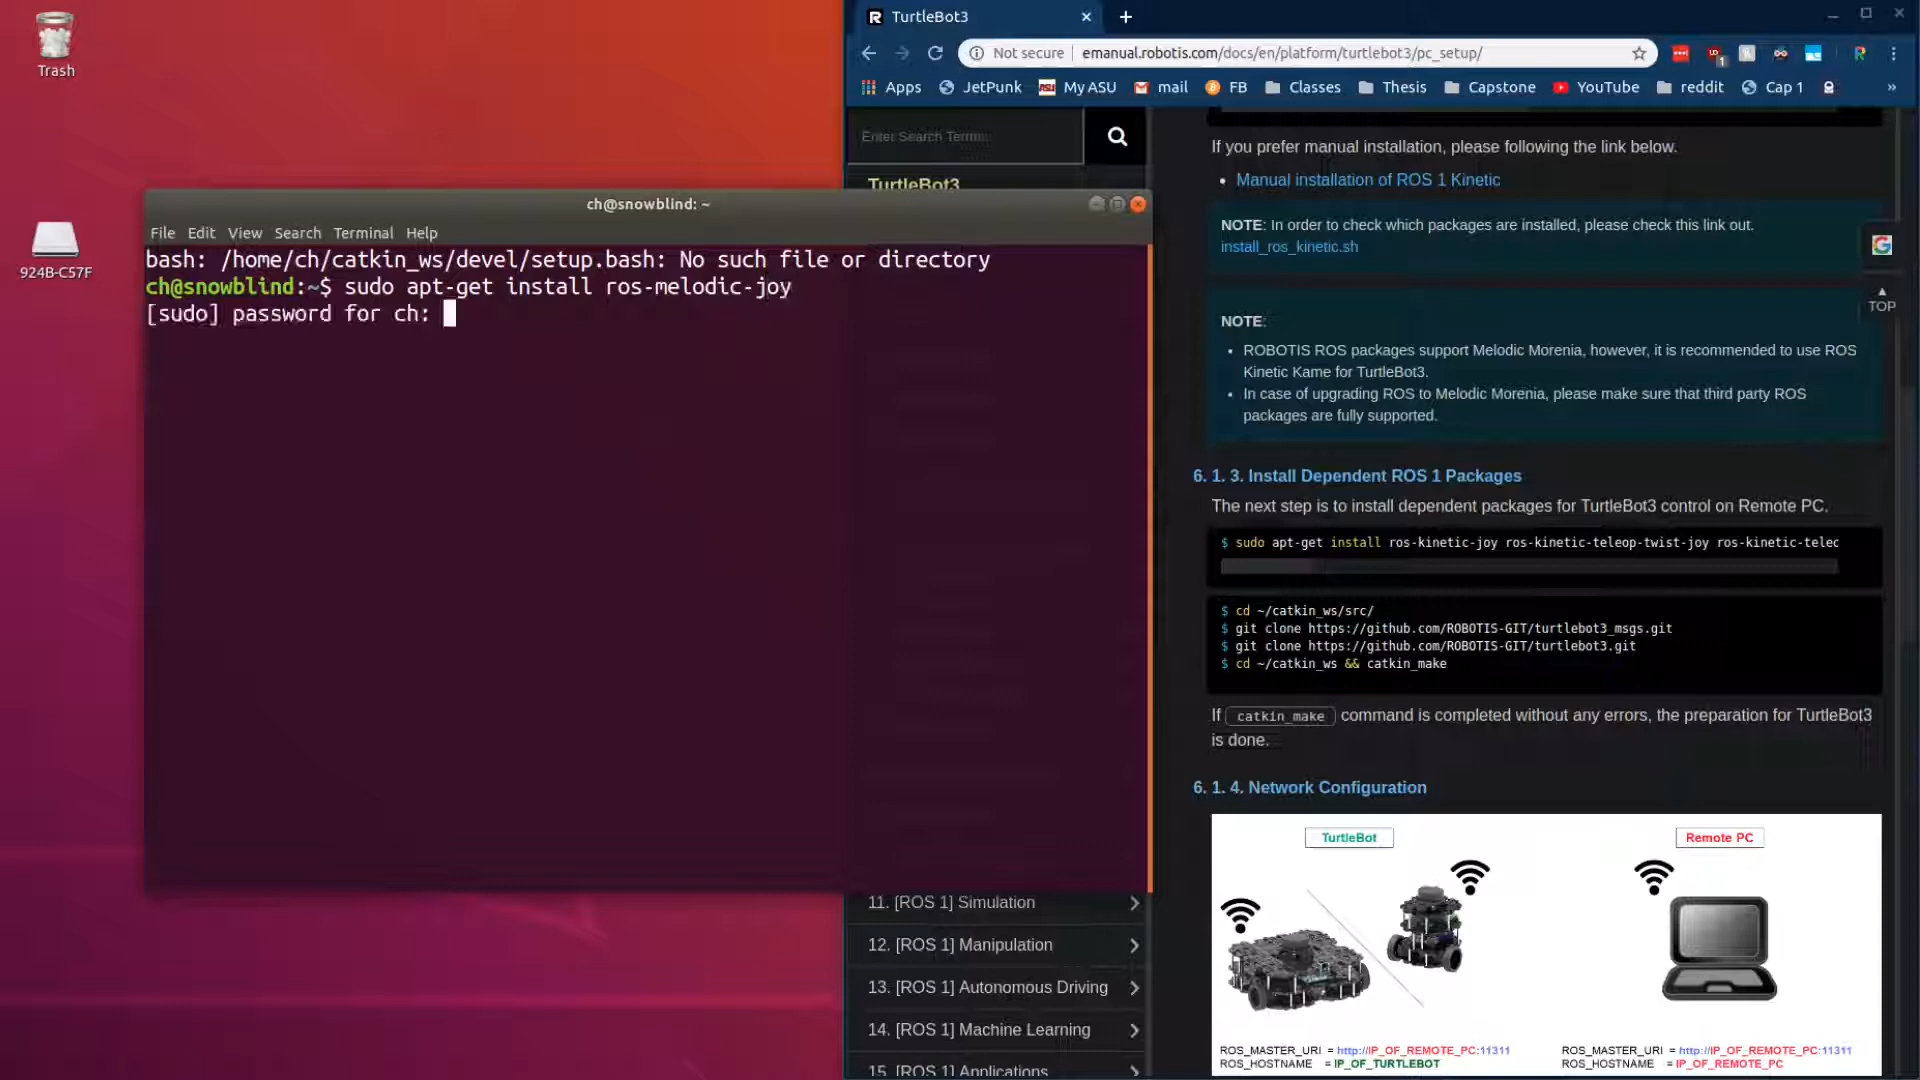 Trash
924B-C57F
TurtleBot3
Not secure | emanual.robotis.com/docs/en/platform/turtlebot3/pc_setup/
Apps JetPunk My ASU mail FB Classes Thesis Capstone YouTube reddit Cap 1 »
Enter Search Term...
TurtleBot3
ch@snowblind: ~
File Edit View Search Terminal Help
bash: /home/ch/catkin_ws/devel/setup.bash: No such file or directory
ch@snowblind:~$ sudo apt-get install ros-melodic-joy
[sudo] password for ch:
11. [ROS 1] Simulation
12. [ROS 1] Manipulation
13. [ROS 1] Autonomous Driving
14. [ROS 1] Machine Learning
15. [ROS 1] Applications
If you prefer manual installation, please following the link below.
Manual installation of ROS 1 Kinetic
NOTE: In order to check which packages are installed, please check this link out.
install_ros_kinetic.sh
TOP
NOTE:
ROBOTIS ROS packages support Melodic Morenia, however, it is recommended to use ROS
Kinetic Kame for TurtleBot3.
In case of upgrading ROS to Melodic Morenia, please make sure that third party ROS
packages are fully supported.
6. 1. 3. Install Dependent ROS 1 Packages
The next step is to install dependent packages for TurtleBot3 control on Remote PC.
$ sudo apt-get install ros-kinetic-joy ros-kinetic-teleop-twist-joy ros-kinetic-teleo
$ cd ~/catkin_ws/src/
$ git clone https://github.com/ROBOTIS-GIT/turtlebot3_msgs.git
$ git clone https://github.com/ROBOTIS-GIT/turtlebot3.git
$ cd ~/catkin_ws && catkin_make
If catkin_make command is completed without any errors, the preparation for TurtleBot3
is done.
6. 1. 4. Network Configuration
TurtleBot
Remote PC
ROS_MASTER_URI = http://IP_OF_REMOTE_PC:11311
ROS_HOSTNAME = IP_OF_TURTLEBOT
ROS_MASTER_URI = http://IP_OF_REMOTE_PC:11311
ROS_HOSTNAME = IP_OF_REMOTE_PC